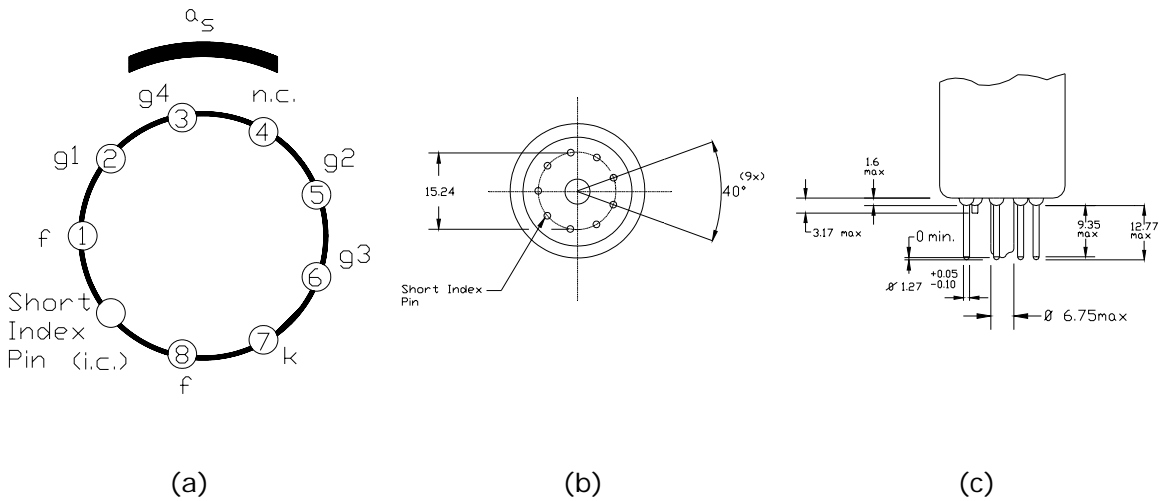 a s
g4
n.c.
3
4
g1
2
g2
5
f
1
g3
6
Short
Index
Pin (i.c.)
7
k
8
f
15.24
(9x)
40°
Short Index
Pin
1.6
max
3.17 max
0 min.
9.35
max
12.77
max
Ø 1.27 +0.05
-0.10
Ø 6.75max
(a)
(b)
(c)